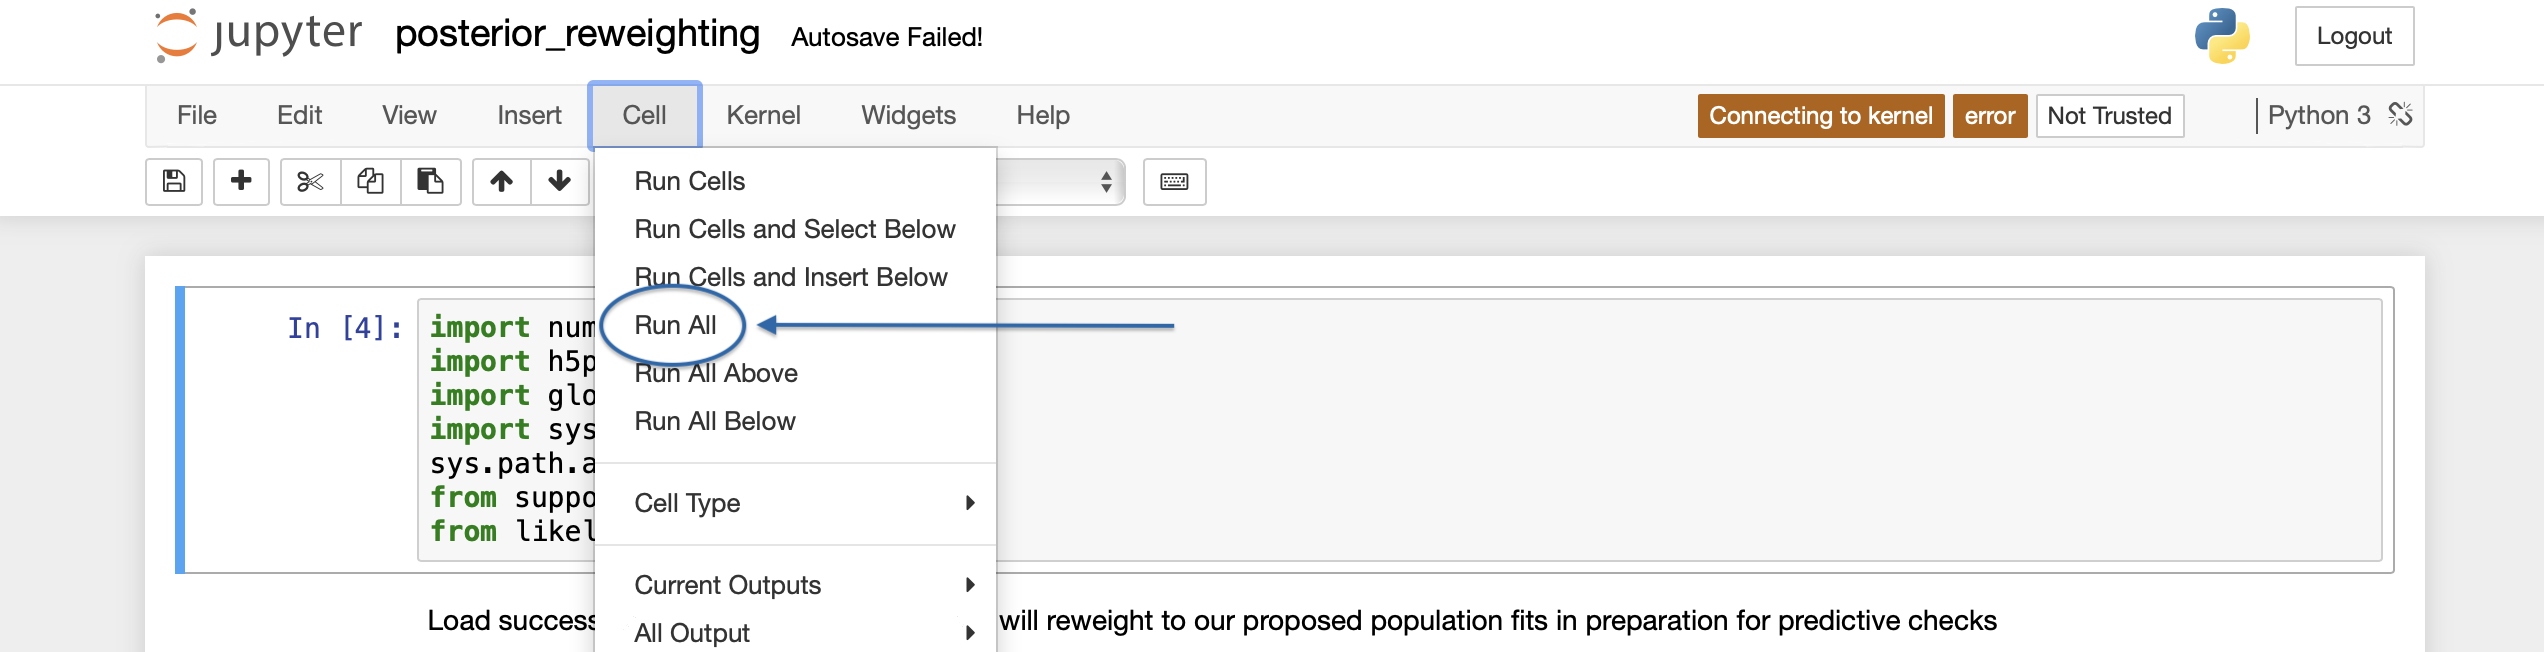 jupyter posterior_reweighting Autosave Failed! Logout
File Edit View Insert Cell Kernel Widgets Help Connecting to kernel error Not Trusted Python 3
Run Cells
Run Cells and Select Below
Run Cells and Insert Below
Run All
Run All Above
Run All Below
Cell Type
Current Outputs
All Output
In [4]:
import num
import h5p
import glo
import sys
sys.path.a
from suppo
from likel
Load success will reweight to our proposed population fits in preparation for predictive checks